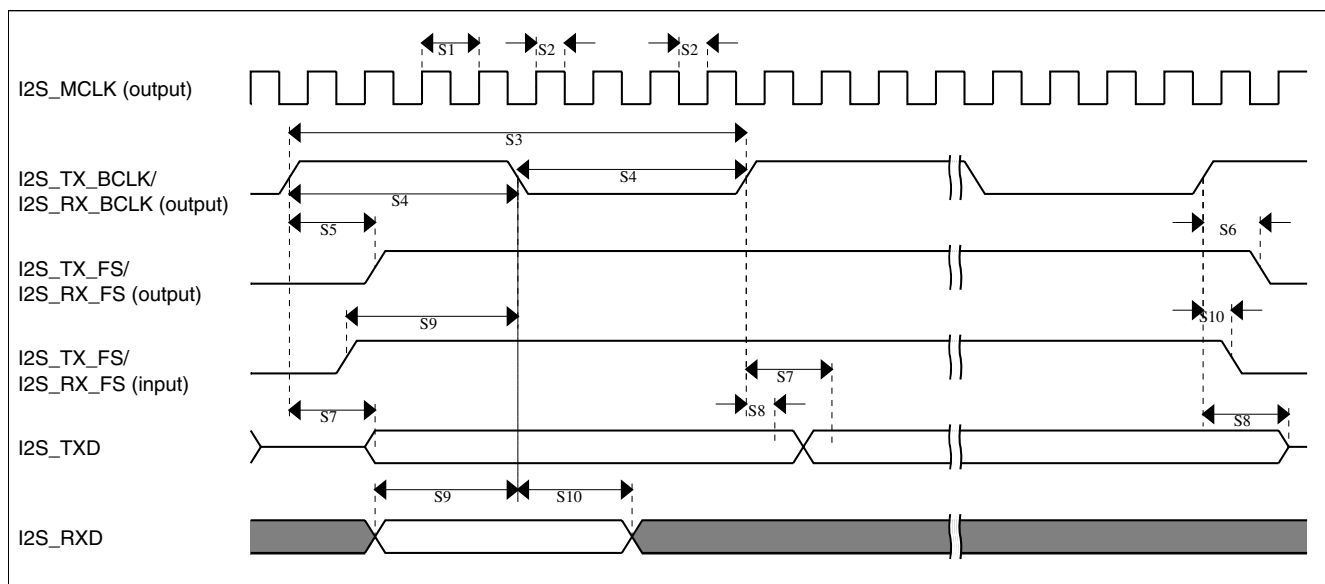 S1
S2
S2
I2S_MCLK (output)
S3
I2S_TX_BCLK/
I2S_RX_BCLK (output)
S4
S4
S5
S6
I2S_TX_FS/
I2S_RX_FS (output)
S9
S10
I2S_TX_FS/
I2S_RX_FS (input)
S7
S7
S8
S8
I2S_TXD
S9
S10
I2S_RXD